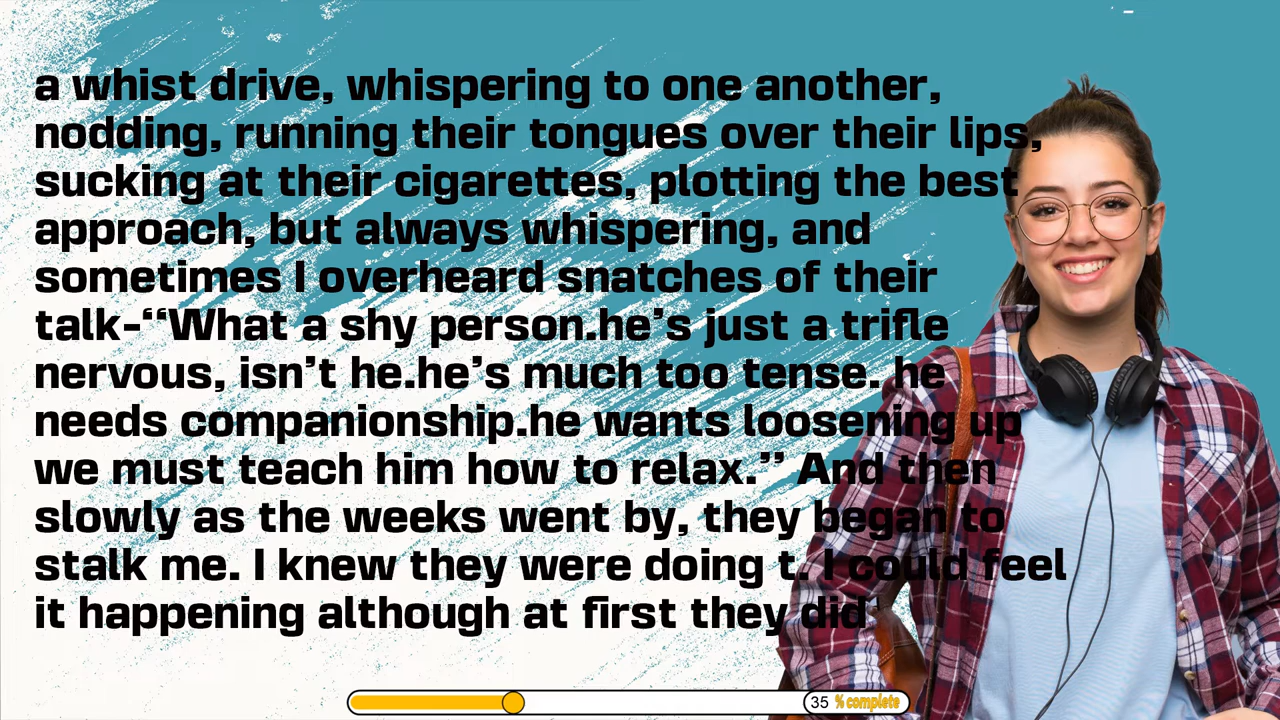 a whist drive, whispering to one another,
nodding, running their tongues over their lips,
sucking at their cigarettes, plotting the best
approach, but always whispering, and
sometimes I overheard snatches of their
talk-“What a shy person.he’s just a trifle
nervous, isn’t he.he’s much too tense. he
needs companionship.he wants loosening up
we must teach him how to relax.” And then
slowly as the weeks went by, they began to
stalk me. I knew they were doing t. I could feel
it happening although at first they did
35 % complete